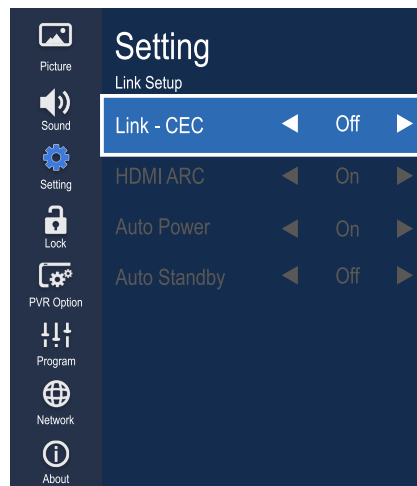 Picture
Sound
Setting
Lock
PVR Option
Program
Network
About
Setting
Link Setup
Link - CEC Off
HDMI ARC On
Auto Power On
Auto Standby Off